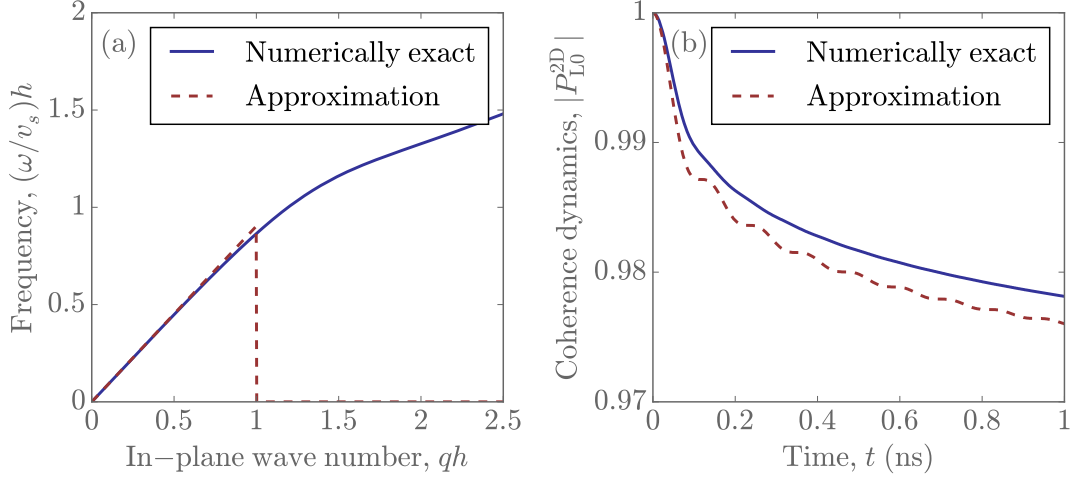 (a)
Numerically exact
Approximation
Frequency, (ω/v_s)h
2
1.5
1
0.5
0
0
0.5
1
1.5
2
2.5
In−plane wave number, qh
(b)
Numerically exact
Approximation
Coherence dynamics, |P_{L0}^{2D}|
1
0.99
0.98
0.97
0
0.2
0.4
0.6
0.8
1
Time, t (ns)